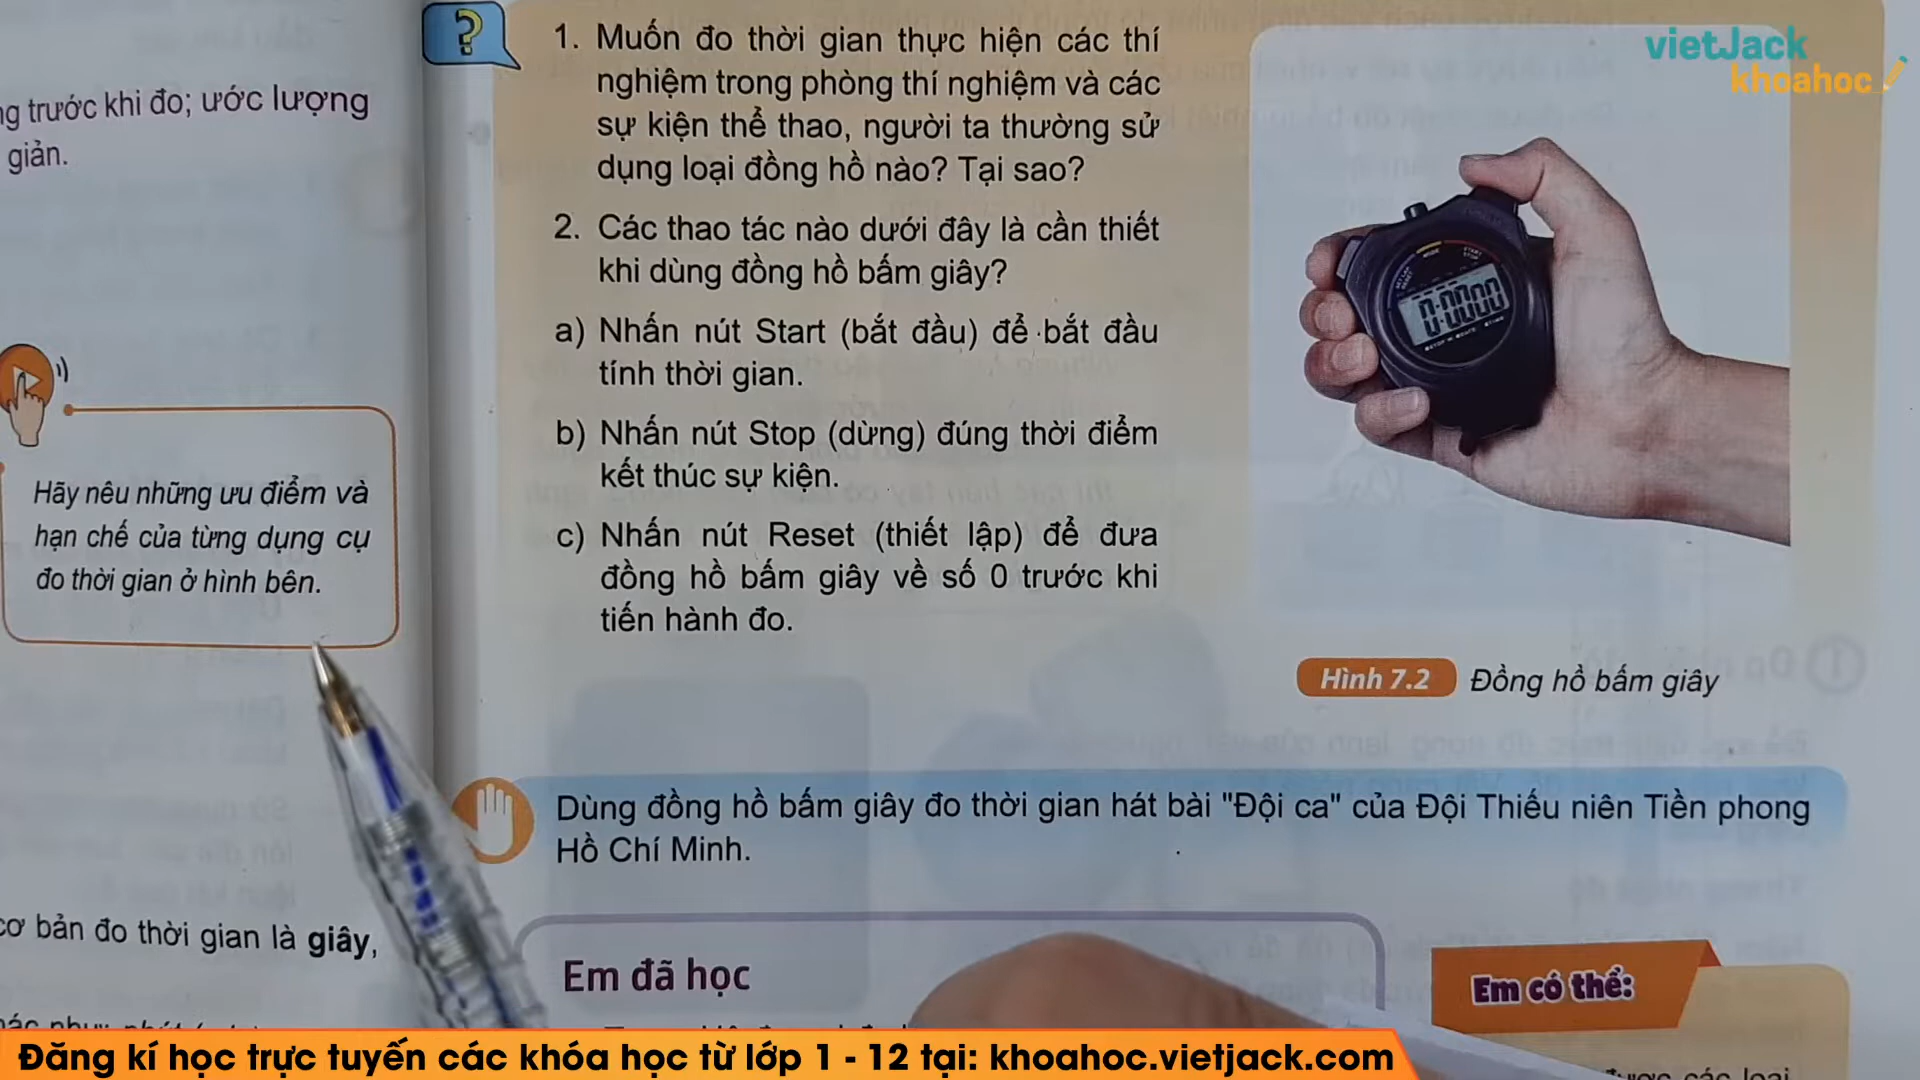 vietJack
khoahoc
trước khi đo; ước lượng
giản.
Hãy nêu những ưu điểm và
hạn chế của từng dụng cụ
đo thời gian ở hình bên.
cơ bản đo thời gian là giây,
?
1. Muốn đo thời gian thực hiện các thí
nghiệm trong phòng thí nghiệm và các
sự kiện thể thao, người ta thường sử
dụng loại đồng hồ nào? Tại sao?
2. Các thao tác nào dưới đây là cần thiết
khi dùng đồng hồ bấm giây?
a) Nhấn nút Start (bắt đầu) để bắt đầu
tính thời gian.
b) Nhấn nút Stop (dừng) đúng thời điểm
kết thúc sự kiện.
c) Nhấn nút Reset (thiết lập) để đưa
đồng hồ bấm giây về số 0 trước khi
tiến hành đo.
0:0000
Hình 7.2 Đồng hồ bấm giây
Dùng đồng hồ bấm giây đo thời gian hát bài "Đội ca" của Đội Thiếu niên Tiền phong
Hồ Chí Minh.
Em đã học
Em có thể:
Đăng kí học trực tuyến các khóa học từ lớp 1 - 12 tại: khoahoc.vietjack.com